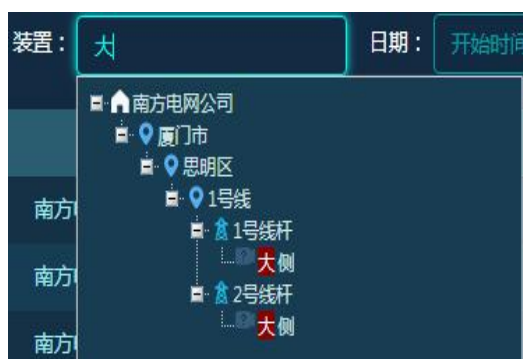 装置： 大 日期： 开始时间
南方电网公司
厦门市
思明区
1号线
1号线杆
大侧
2号线杆
大侧
南方
南方
南方